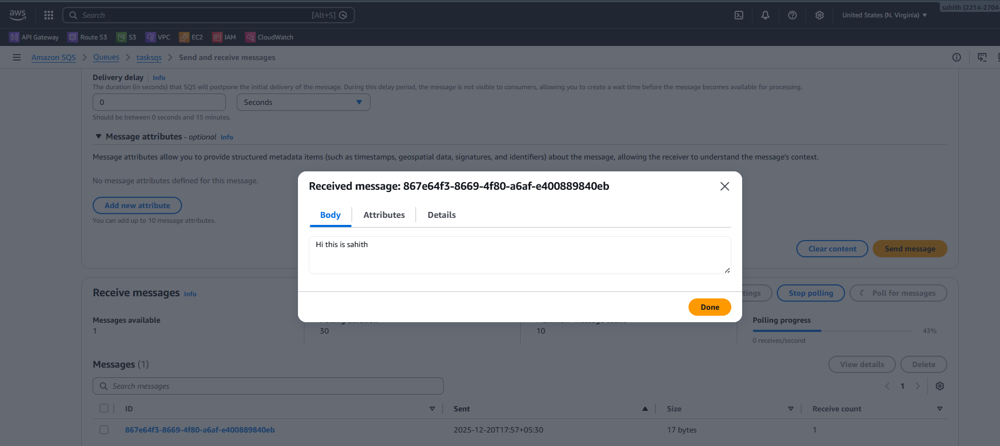 aws
Search [Alt+S]
United States (N. Virginia)
sahith (2214-2704-
API Gateway Route 53 S3 VPC EC2 IAM CloudWatch
Amazon SQS Queues tasksqs Send and receive messages
Delivery delay Info
The duration (in seconds) that SQS will postpone the initial delivery of the message. During this delay period, the message is not visible to consumers, allowing you to create a wait time before the message becomes available for processing.
0 Seconds
Should be between 0 seconds and 15 minutes.
Message attributes - optional Info
Message attributes allow you to provide structured metadata items (such as timestamps, geospatial data, signatures, and identifiers) about the message, allowing the receiver to understand the message's context.
No message attributes defined for this message.
Add new attribute
You can add up to 10 message attributes.
Received message: 867e64f3-8669-4f80-a6af-e400889840eb
Body Attributes Details
Hi this is sahith
Done
Clear content Send message
Receive messages Info
tings Stop polling Poll for messages
Messages available
1
30
10
Polling progress
43%
0 receives/second
Messages (1)
View details Delete
Search messages
1
ID Sent Size Receive count
867e64f3-8669-4f80-a6af-e400889840eb 2025-12-20T17:57+05:30 17 bytes 1